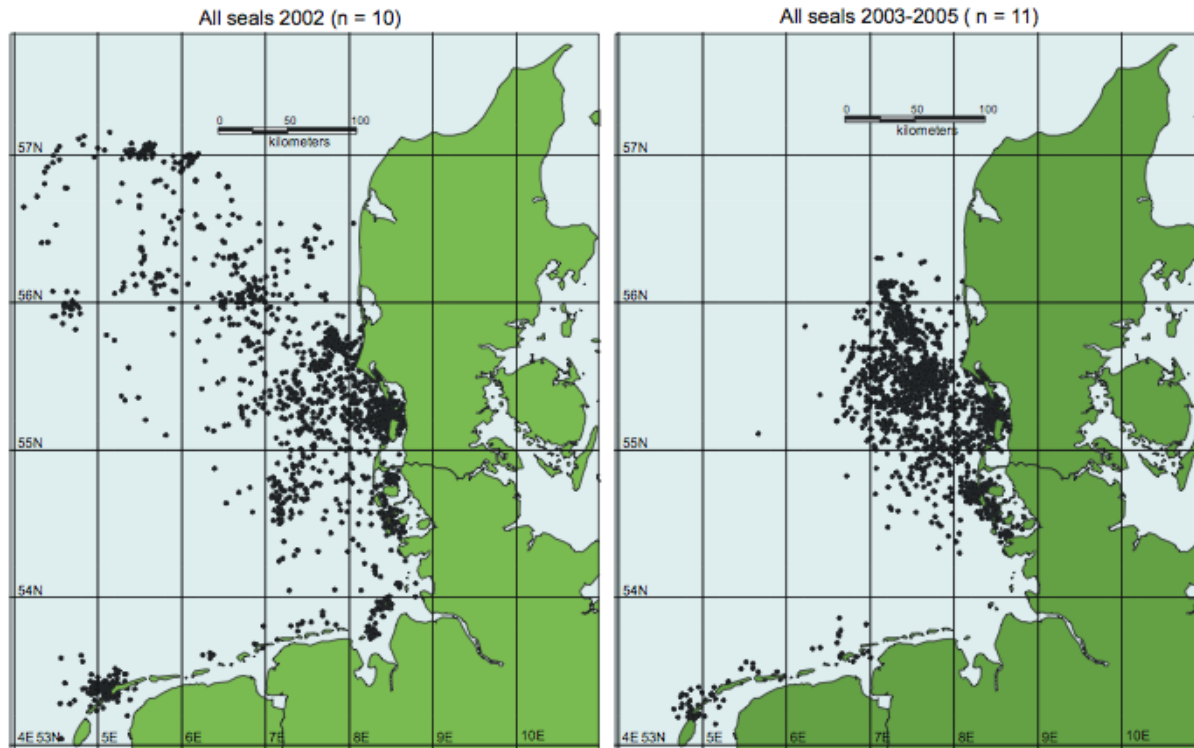 All seals 2002 (n = 10)
0 50 100
kilometers
57N
56N
55N
54N
4E 53N 5E 6E 7E 8E 9E 10E
All seals 2003-2005 ( n = 11)
0 50 100
kilometers
57N
56N
55N
54N
4E 53N 5E 6E 7E 8E 9E 10E